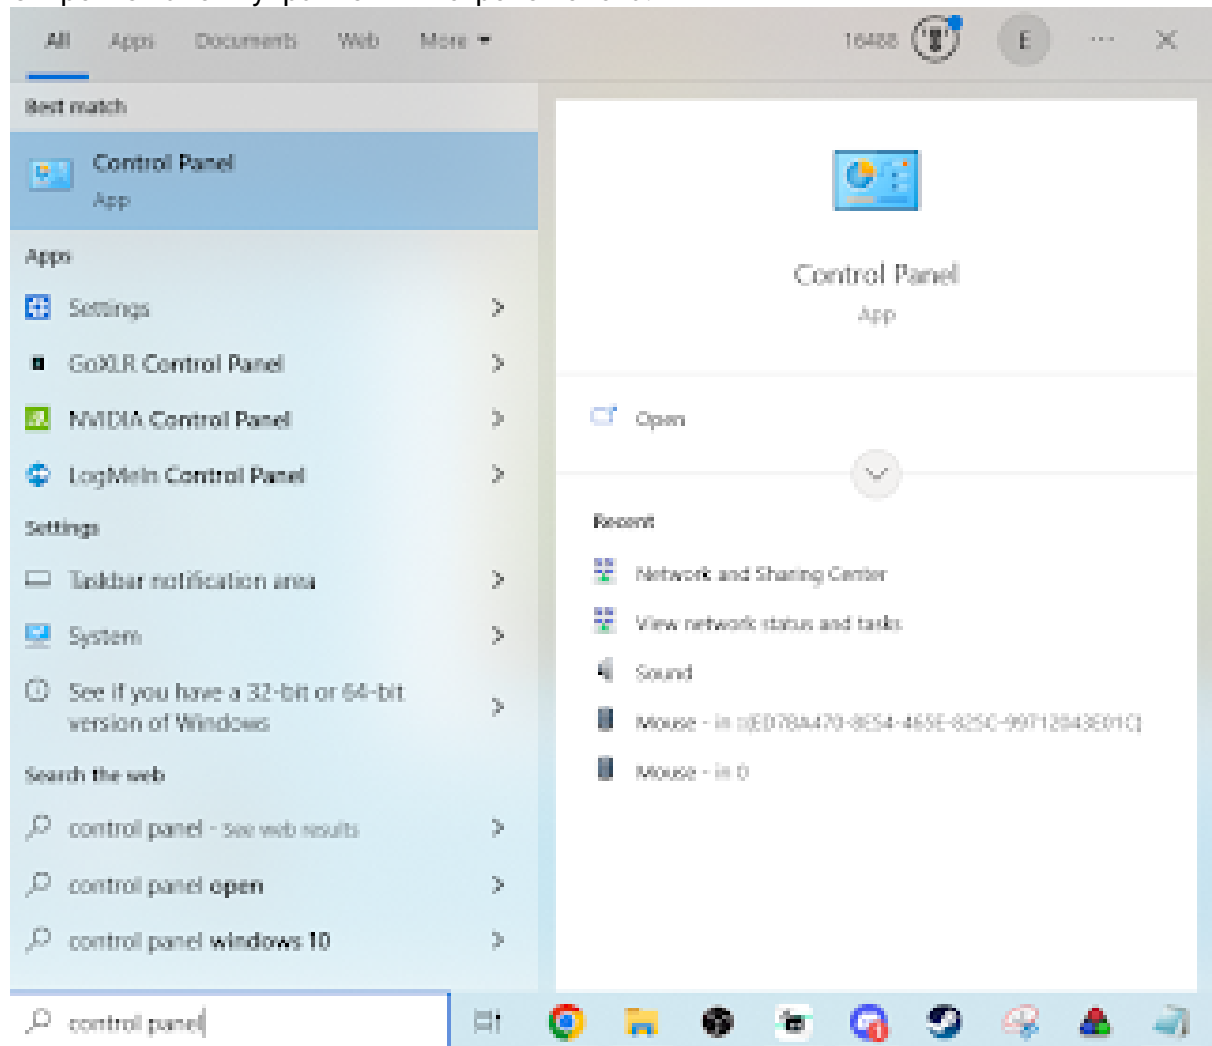 All Apps Documents Web More
16488
E
Best match
Control Panel
App
Apps
Settings
GoXLR Control Panel
NVIDIA Control Panel
LogMeIn Control Panel
Settings
Taskbar notification area
System
See if you have a 32-bit or 64-bit
version of Windows
Search the web
control panel - See web results
control panel open
control panel windows 10
control panel
Control Panel
App
Open
Recent
Network and Sharing Center
View network status and tasks
Sound
Mouse - in
Mouse - in 0